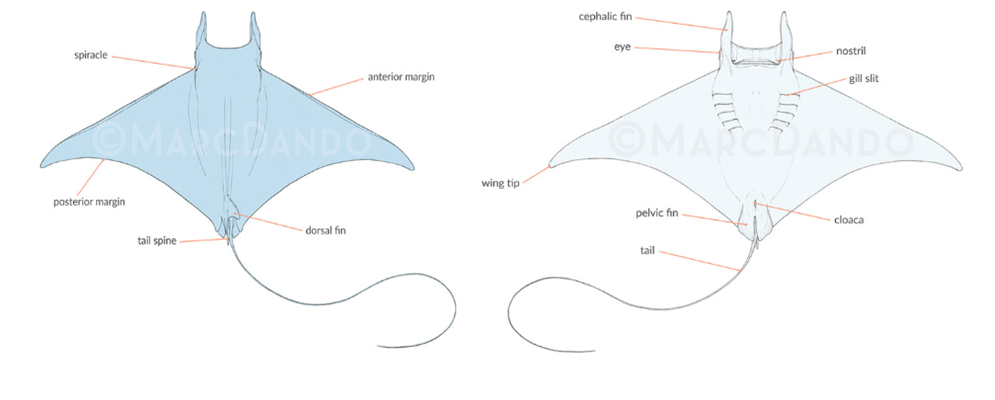 cephalic fin
spiracle
eye
nostril
anterior margin
gill slit
©MARCDANDO
©MARCDANDO
wing tip
posterior margin
pelvic fin
cloaca
dorsal fin
tail spine
tail